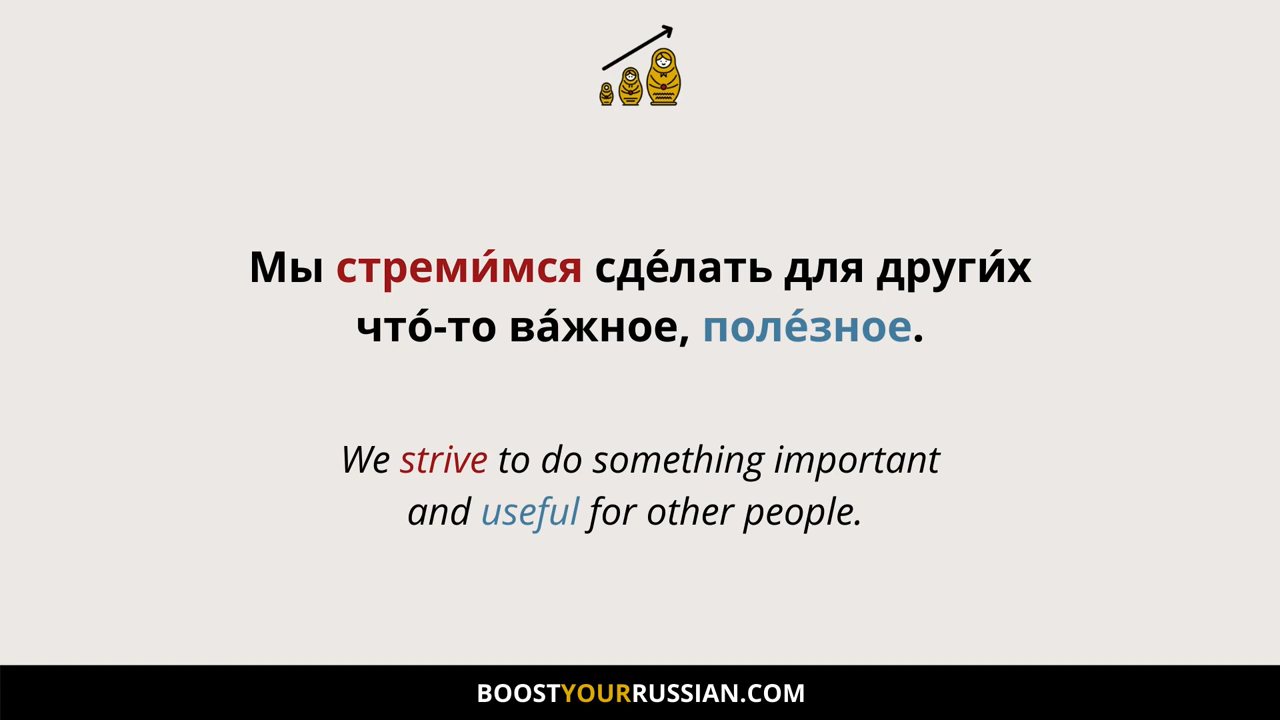 Мы стреми́мся сде́лать для други́х
что́-то ва́жное, поле́зное.
We strive to do something important
and useful for other people.
BOOSTYOURRUSSIAN.COM